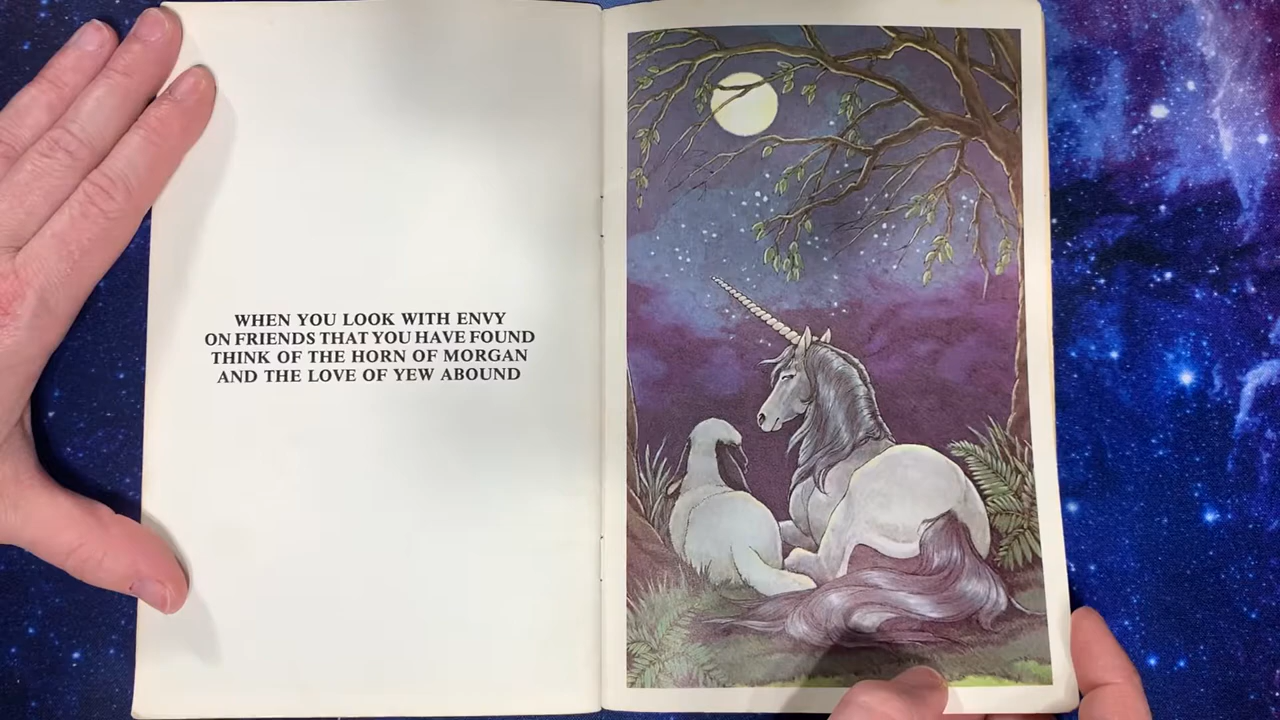 WHEN YOU LOOK WITH ENVY
ON FRIENDS THAT YOU HAVE FOUND
THINK OF THE HORN OF MORGAN
AND THE LOVE OF YEW ABOUND